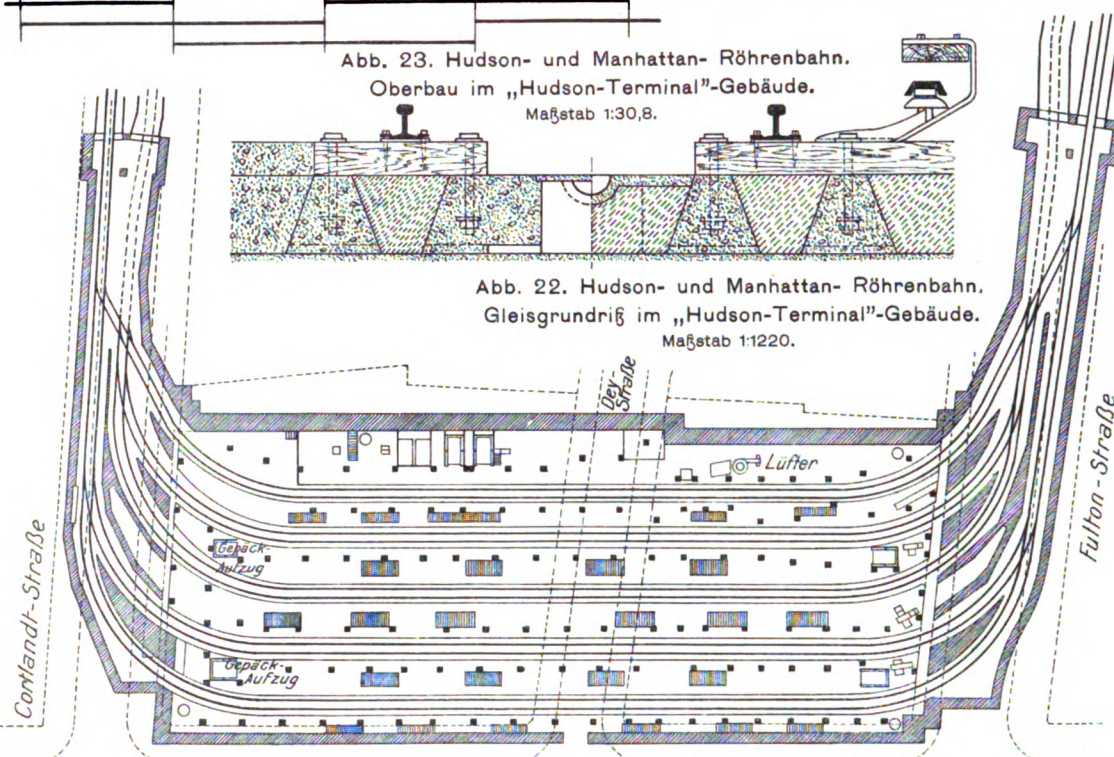 Abb. 23. Hudson- und Manhattan- Röhrenbahn.
Oberbau im „Hudson-Terminal”-Gebäude.
Maßstab 1:30,8.
Abb. 22. Hudson- und Manhattan- Röhrenbahn.
Gleisgrundriß im „Hudson-Terminal”-Gebäude.
Maßstab 1:1220.
Dey
Straße
Lüfter
Gepäck-
Aufzug
Gepäck-
Aufzug
Cortlandt-Straße
Fulton-Straße